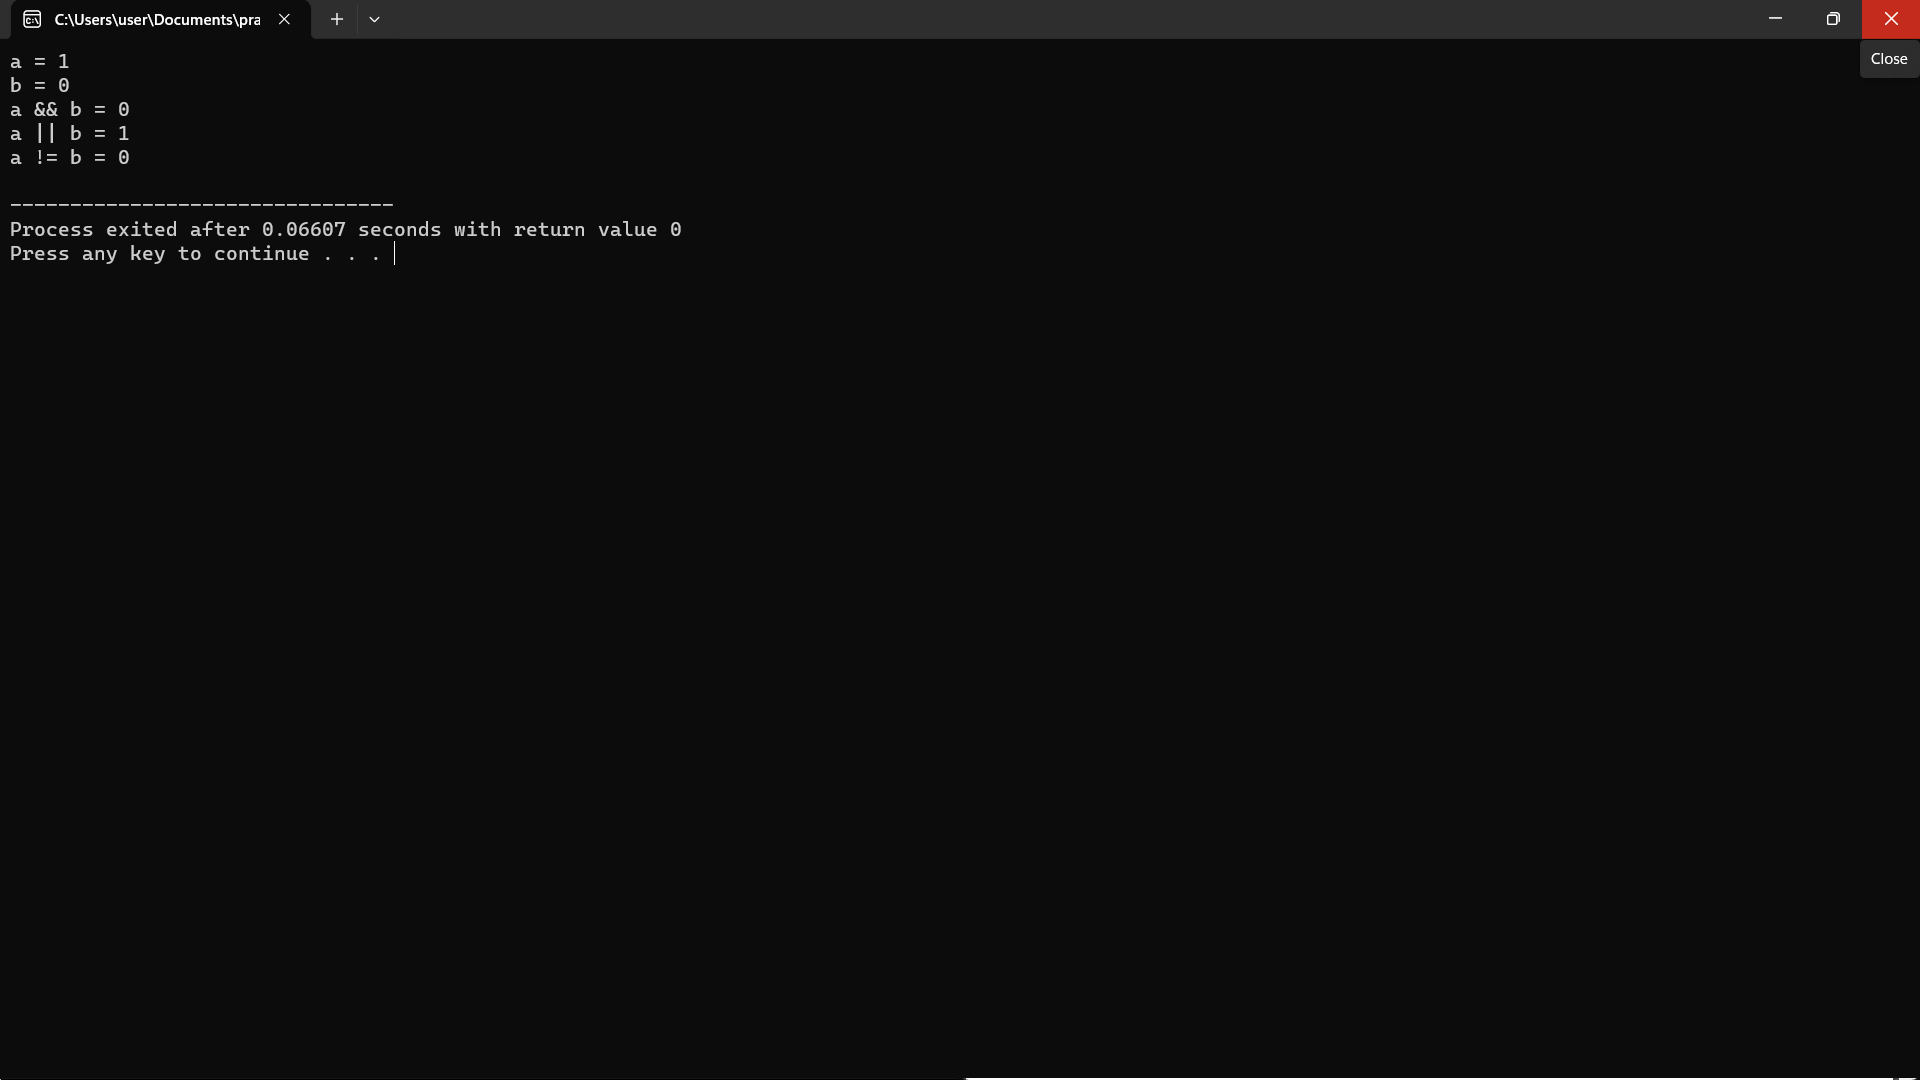 C:\Users\user\Documents\pra
Close
a = 1
b = 0
a && b = 0
a || b = 1
a != b = 0
--------------------------------
Process exited after 0.06607 seconds with return value 0
Press any key to continue . . .